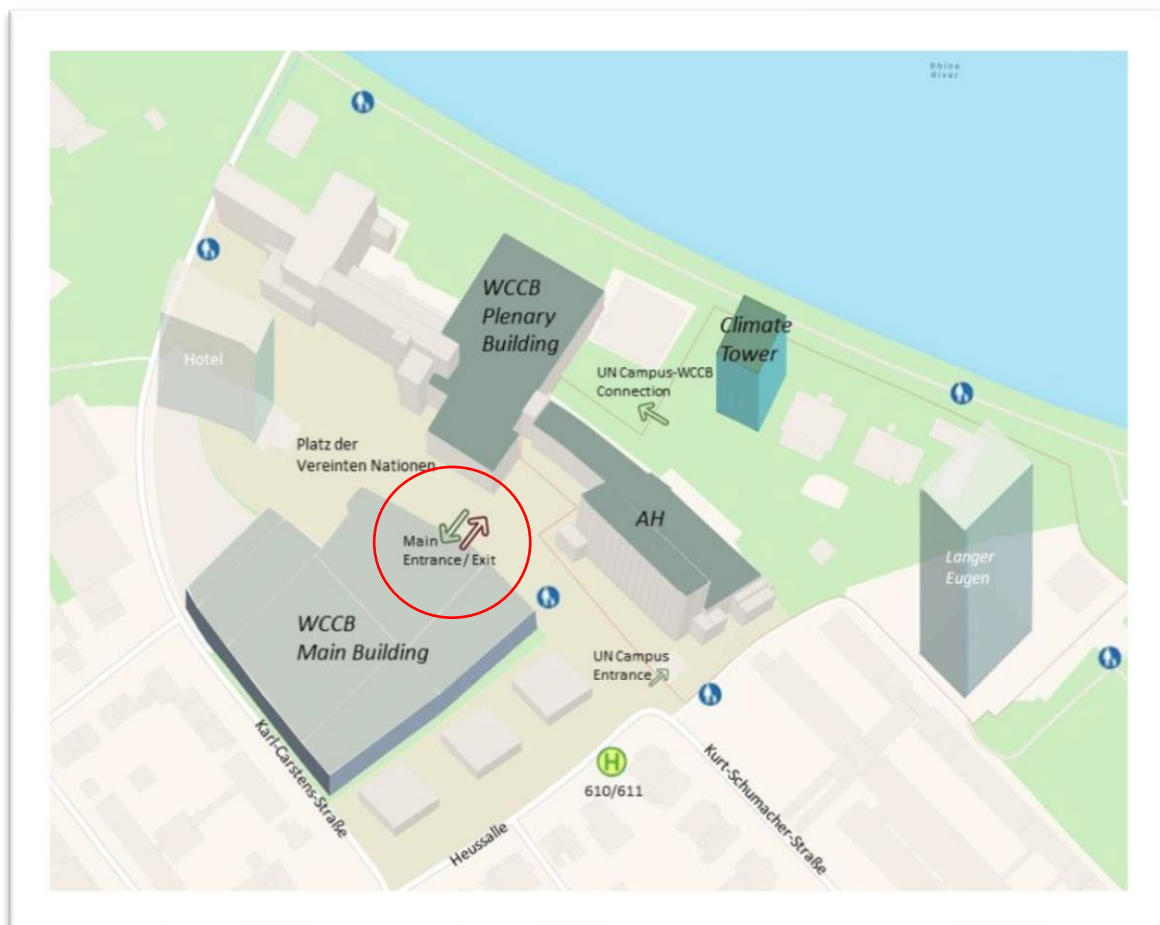 Rhine
River
WCCB
Plenary
Building
Climate
Tower
Hotel
UN Campus-WCCB
Connection
Platz der
Vereinten Nationen
AH
Main
Entrance/ Exit
Langer
Eugen
WCCB
Main Building
UN Campus
Entrance
H
610/611
Karl-Carstens-Straße
Heussalle
Kurt-Schumacher-Straße